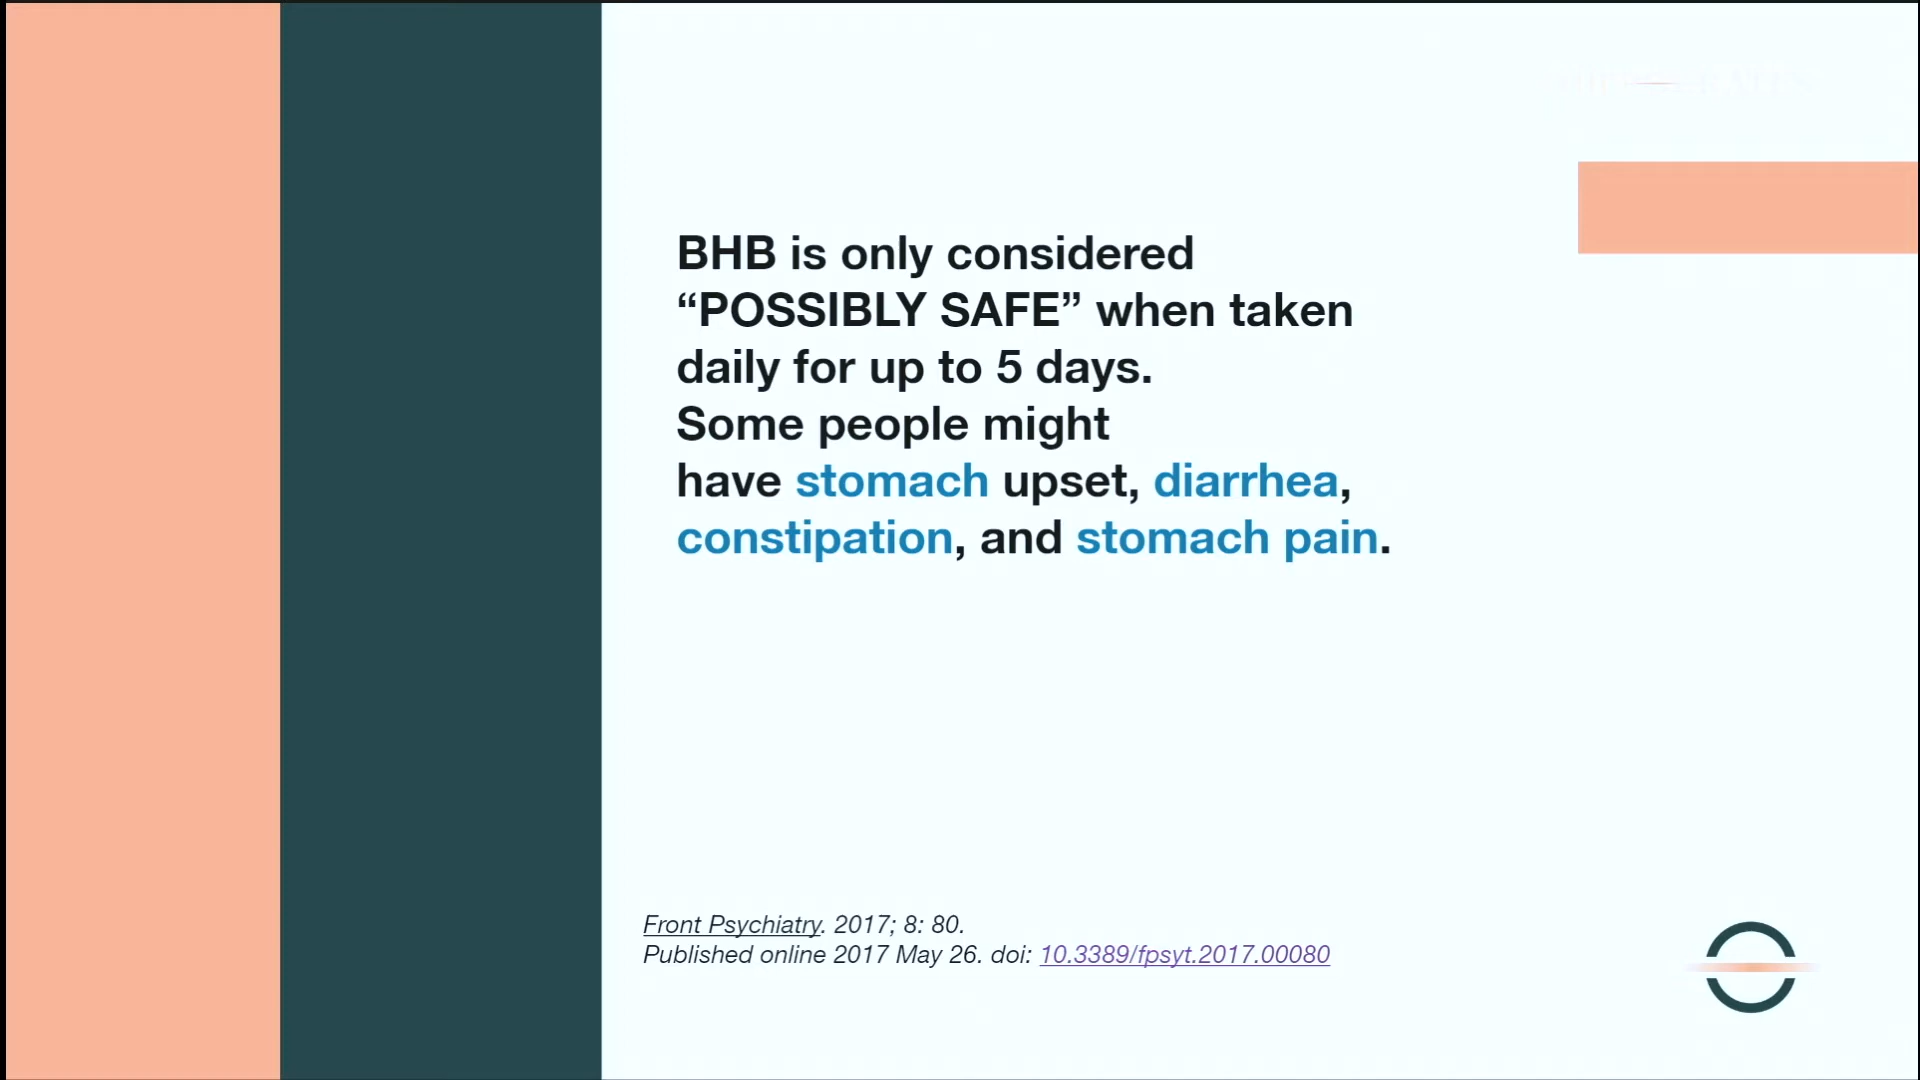 BHB is only considered
“POSSIBLY SAFE” when taken
daily for up to 5 days.
Some people might
have stomach upset, diarrhea,
constipation, and stomach pain.
Front Psychiatry. 2017; 8: 80.
Published online 2017 May 26. doi: 10.3389/fpsyt.2017.00080